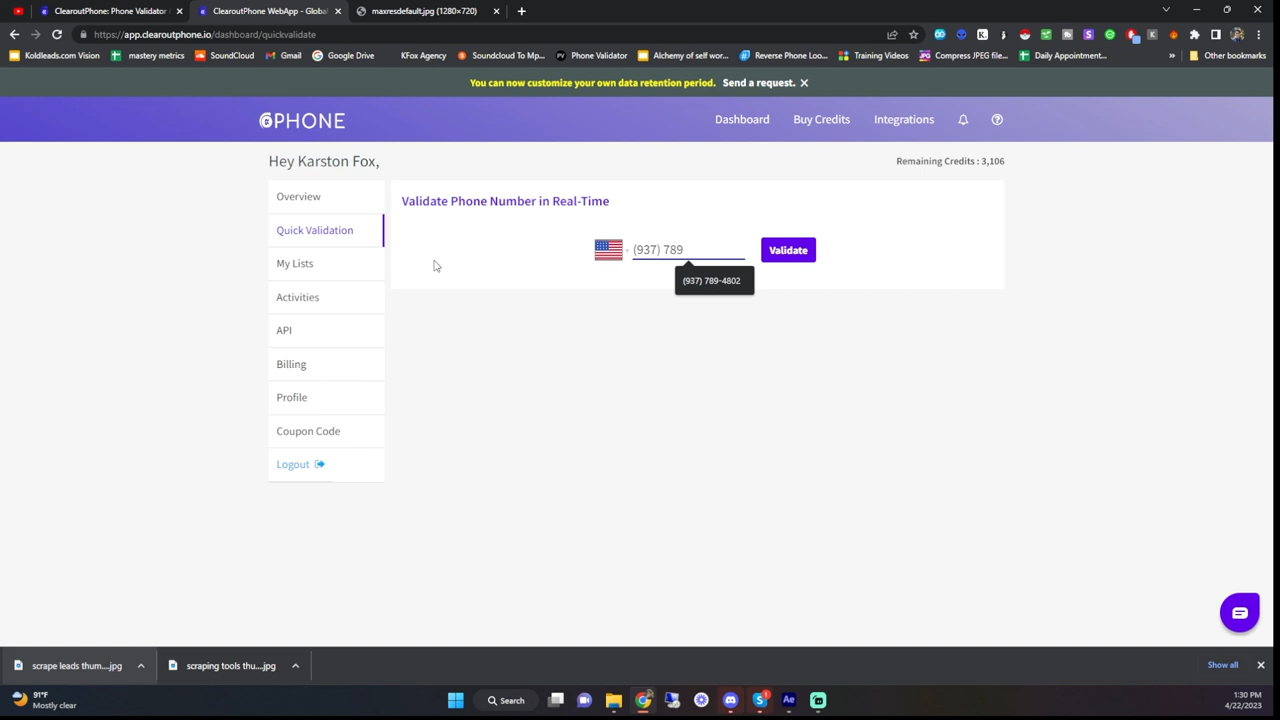 ClearoutPhone: Phone Validator
ClearoutPhone WebApp - Global
maxresdefault.jpg (1280×720)
https://app.clearoutphone.io/dashboard/quickvalidate
Koldleads.com Vision
mastery metrics
SoundCloud
Gmail
Google Drive
KFox Agency
Soundcloud To Mp...
Phone Validator
Alchemy of self wor...
Reverse Phone Loo...
Training Videos
Compress JPEG file...
Daily Appointment...
»
Other bookmarks
You can now customize your own data retention period. Send a request. ×
PHONE
Dashboard
Buy Credits
Integrations
Hey Karston Fox,
Remaining Credits : 3,106
Overview
Quick Validation
My Lists
Activities
API
Billing
Profile
Coupon Code
Logout
Validate Phone Number in Real-Time
(937) 789
Validate
(937) 789-4802
scrape leads thum....jpg
scraping tools thu....jpg
Show all
91°F
Mostly clear
Search
1:30 PM
4/22/2023